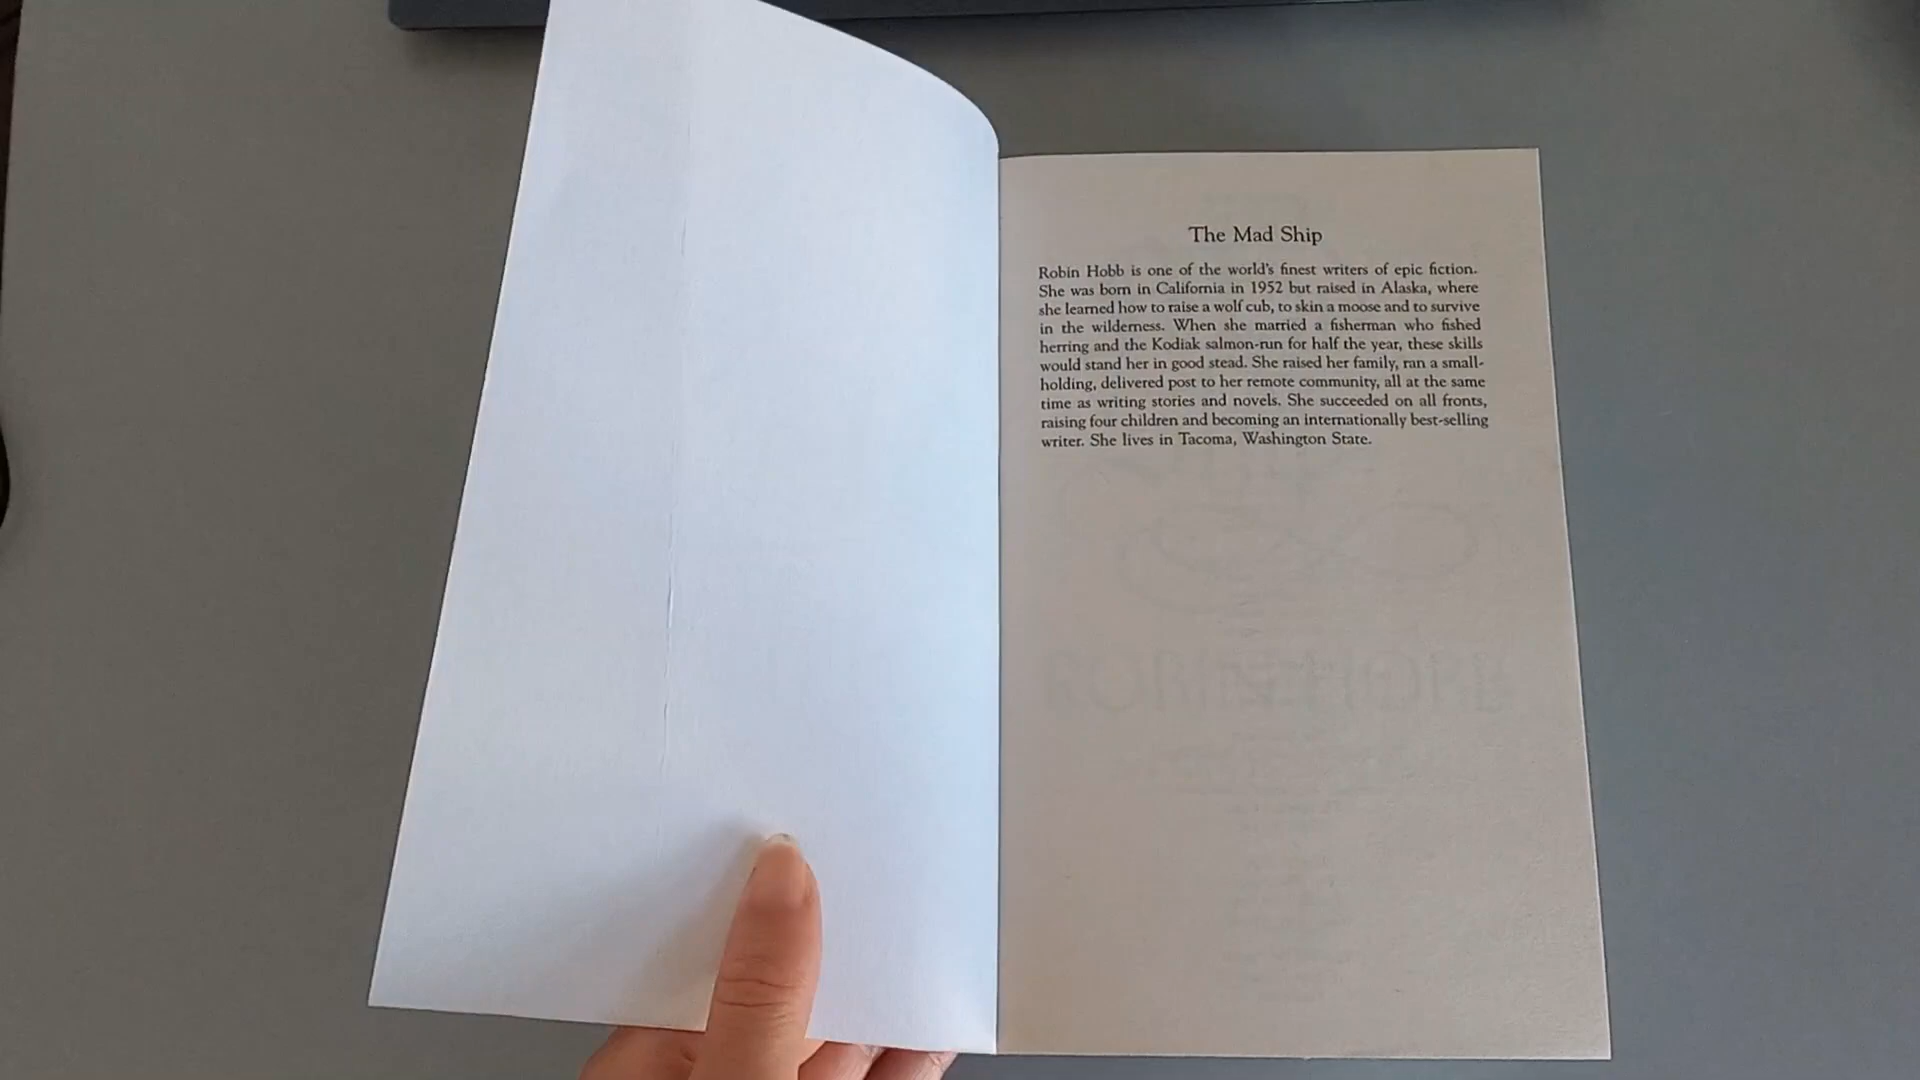 The Mad Ship
Robin Hobb is one of the world's finest writers of epic fiction.
She was born in California in 1952 but raised in Alaska, where
she learned how to raise a wolf cub, to skin a moose and to survive
in the wilderness. When she married a fisherman who fished
herring and the Kodiak salmon-run for half the year, these skills
would stand her in good stead. She raised her family, ran a small-
holding, delivered post to her remote community, all at the same
time as writing stories and novels. She succeeded on all fronts,
raising four children and becoming an internationally best-selling
writer. She lives in Tacoma, Washington State.